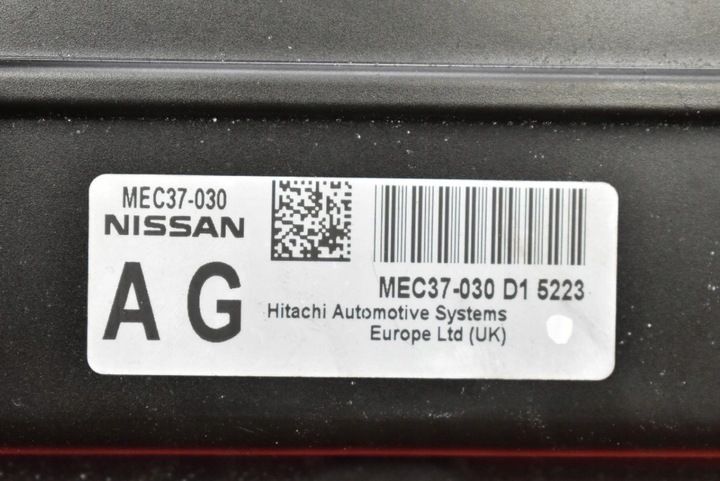 MEC37-030
NISSAN
A G
MEC37-030 D1 5223
Hitachi Automotive Systems
Europe Ltd (UK)